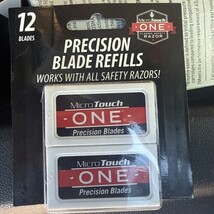 12
BLADES
MicroTouch
ONE
RAZOR
PRECISION
BLADE REFILLS
WORKS WITH ALL SAFETY RAZORS!
MicroTouch
ONE
Precision Blades
MicroTouch
ONE
Precision Blades